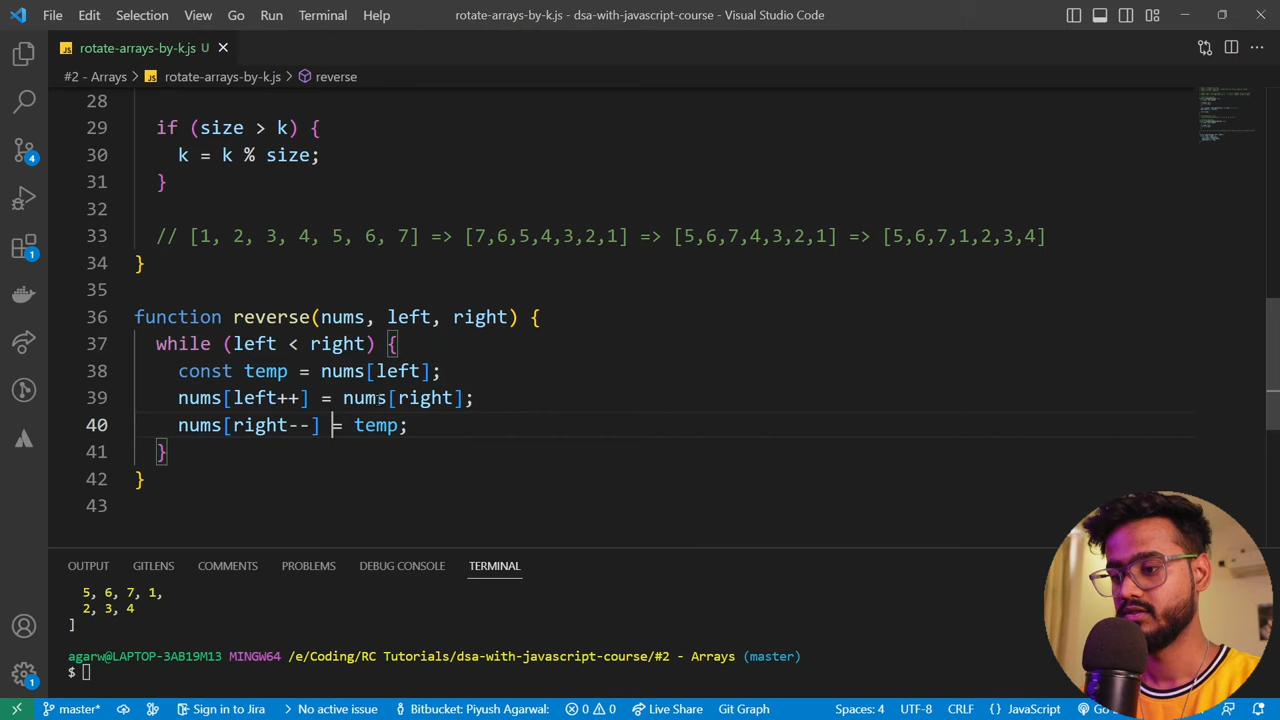 File Edit Selection View Go Run Terminal Help rotate-arrays-by-k.js - dsa-with-javascript-course - Visual Studio Code
JS rotate-arrays-by-k.js U
#2 - Arrays > JS rotate-arrays-by-k.js > reverse
28
29 if (size > k) {
30 k = k % size;
31 }
32
33 // [1, 2, 3, 4, 5, 6, 7] => [7,6,5,4,3,2,1] => [5,6,7,4,3,2,1] => [5,6,7,1,2,3,4]
34 }
35
36 function reverse(nums, left, right) {
37 while (left < right) {
38 const temp = nums[left];
39 nums[left++] = nums[right];
40 nums[right--] = temp;
41 }
42 }
43
OUTPUT GITLENS COMMENTS PROBLEMS DEBUG CONSOLE TERMINAL
5, 6, 7, 1,
2, 3, 4
]
agarw@LAPTOP-3AB19M13 MINGW64 /e/Coding/RC Tutorials/dsa-with-javascript-course/#2 - Arrays (master)
$
4
1
1
master* Sign in to Jira No active issue Bitbucket: Piyush Agarwal: 0 0 Live Share Git Graph Spaces: 4 UTF-8 CRLF {} JavaScript Go